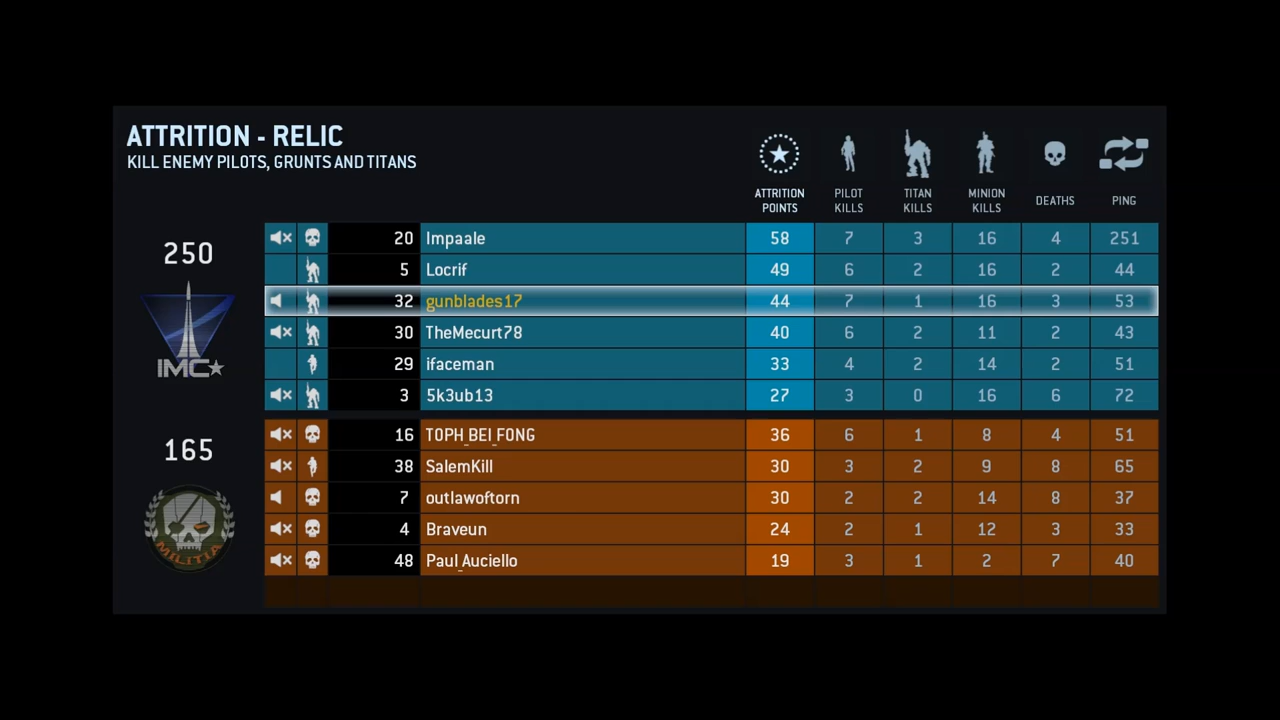 ATTRITION - RELIC
KILL ENEMY PILOTS, GRUNTS AND TITANS
ATTRITION POINTS PILOT KILLS TITAN KILLS MINION KILLS DEATHS PING
250
IMC
20 Impaale 58 7 3 16 4 251
5 Locrif 49 6 2 16 2 44
32 gunblades17 44 7 1 16 3 53
30 TheMecurt78 40 6 2 11 2 43
29 ifaceman 33 4 2 14 2 51
3 5k3ub13 27 3 0 16 6 72
165
MILITIA
16 TOPH_BEI_FONG 36 6 1 8 4 51
38 SalemKill 30 3 2 9 8 65
7 outlawoftorn 30 2 2 14 8 37
4 Braveun 24 2 1 12 3 33
48 Paul_Auciello 19 3 1 2 7 40